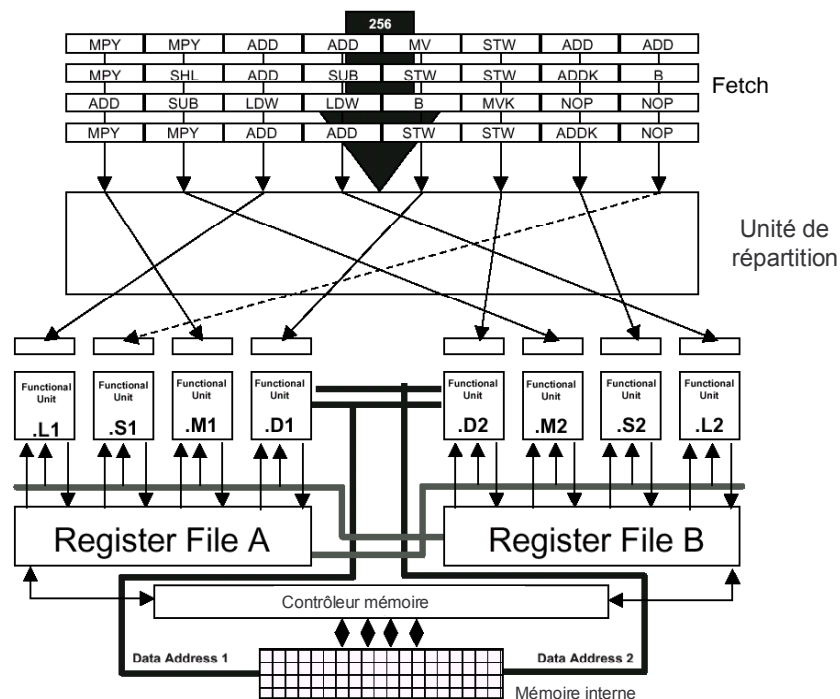 256
MPY MPY ADD ADD MV STW ADD ADD
MPY SHL ADD SUB STW STW ADDK B
Fetch
ADD SUB LDW LDW B MVK NOP NOP
MPY MPY ADD ADD STW STW ADDK NOP
Unité de
répartition
Functional
Unit
.L1
Functional
Unit
.S1
Functional
Unit
.M1
Functional
Unit
.D1
Functional
Unit
.D2
Functional
Unit
.M2
Functional
Unit
.S2
Functional
Unit
.L2
Register File A
Register File B
Contrôleur mémoire
Data Address 1
Data Address 2
Mémoire interne